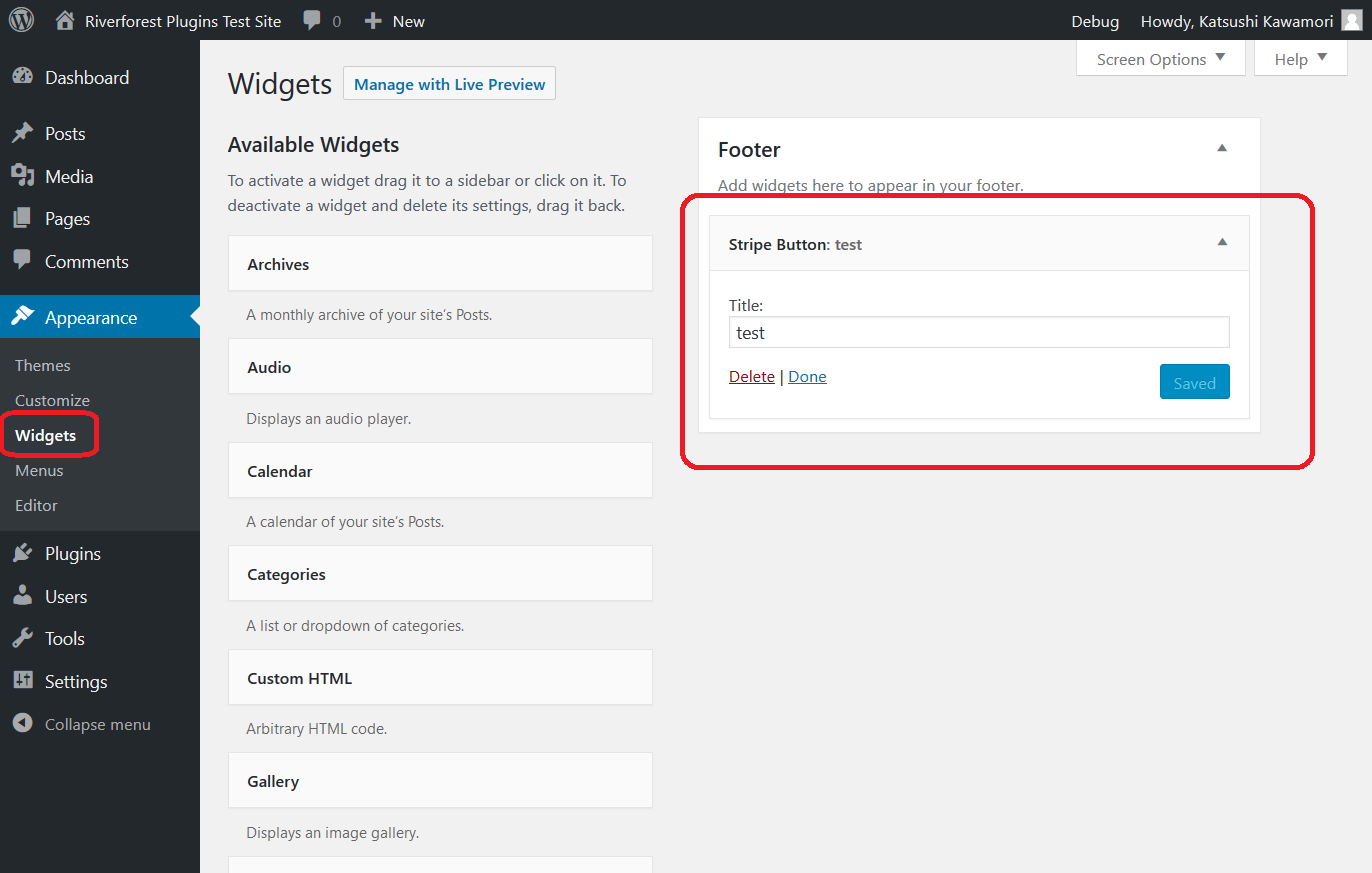 Riverforest Plugins Test Site 0 New Debug Howdy, Katsushi Kawamori
Screen Options Help
Dashboard
Posts
Media
Pages
Comments
Appearance
Themes
Customize
Widgets
Menus
Editor
Plugins
Users
Tools
Settings
Collapse menu
Widgets Manage with Live Preview
Available Widgets
To activate a widget drag it to a sidebar or click on it. To
deactivate a widget and delete its settings, drag it back.
Archives
A monthly archive of your site’s Posts.
Audio
Displays an audio player.
Calendar
A calendar of your site’s Posts.
Categories
A list or dropdown of categories.
Custom HTML
Arbitrary HTML code.
Gallery
Displays an image gallery.
Footer
Add widgets here to appear in your footer.
Stripe Button: test
Title:
test
Delete | Done Saved